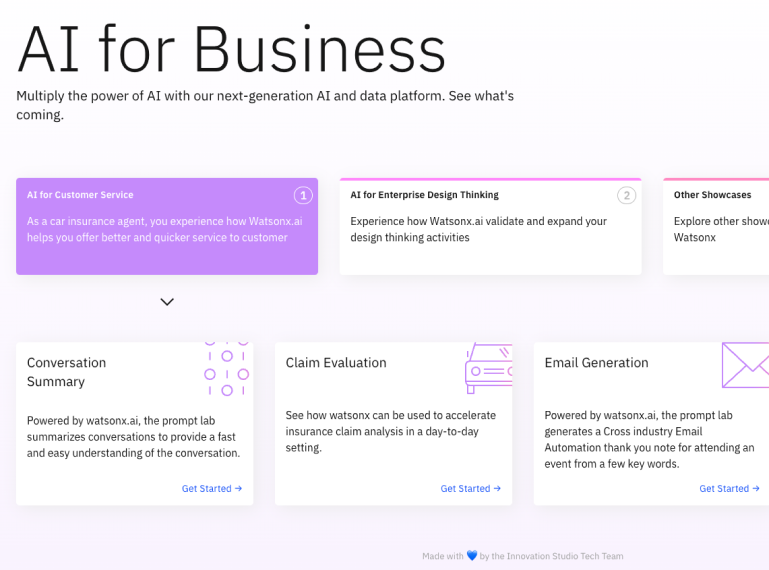 AI for Business
Multiply the power of AI with our next-generation AI and data platform. See what's
coming.
AI for Customer Service
1
As a car insurance agent, you experience how Watsonx.ai
helps you offer better and quicker service to customer
AI for Enterprise Design Thinking
2
Experience how Watsonx.ai validate and expand your
design thinking activities
Other Showcases
Explore other
Watsonx
Conversation
Summary
Powered by watsonx.ai, the prompt lab
summarizes conversations to provide a fast
and easy understanding of the conversation.
Get Started →
Claim Evaluation
See how watsonx can be used to accelerate
insurance claim analysis in a day-to-day
setting.
Get Started →
Email Generation
Powered by watsonx.ai, the prompt lab
generates a Cross industry Email
Automation thank you note for attending an
event from a few key words.
Get Started →
Made with 💙 by the Innovation Studio Tech Team